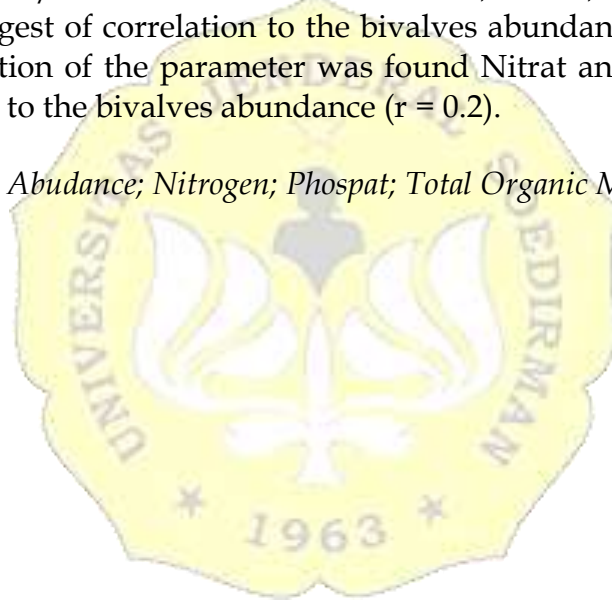 gest of correlation to the bivalves abundan
tion of the parameter was found Nitrat an
to the bivalves abundance (r = 0.2).
Abudance; Nitrogen; Phospat; Total Organic M
UNIVERSITAS JENDERAL SOEDIRMAN
1963